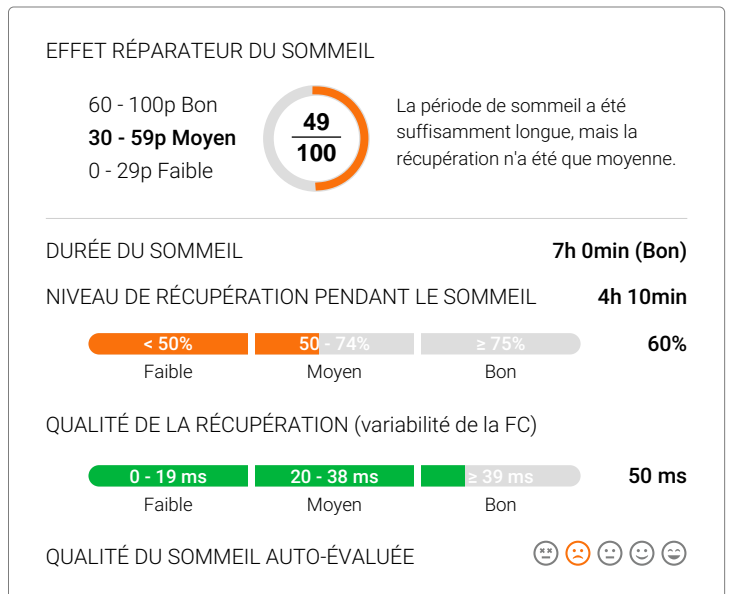 EFFET RÉPARATEUR DU SOMMEIL
60 - 100p Bon
30 - 59p Moyen
0 - 29p Faible
49
100
La période de sommeil a été
suffisamment longue, mais la
récupération n'a été que moyenne.
DURÉE DU SOMMEIL 7h 0min (Bon)
NIVEAU DE RÉCUPÉRATION PENDANT LE SOMMEIL 4h 10min
< 50% 50 - 74% ≥ 75% 60%
Faible Moyen Bon
QUALITÉ DE LA RÉCUPÉRATION (variabilité de la FC)
0 - 19 ms 20 - 38 ms ≥ 39 ms 50 ms
Faible Moyen Bon
QUALITÉ DU SOMMEIL AUTO-ÉVALUÉE